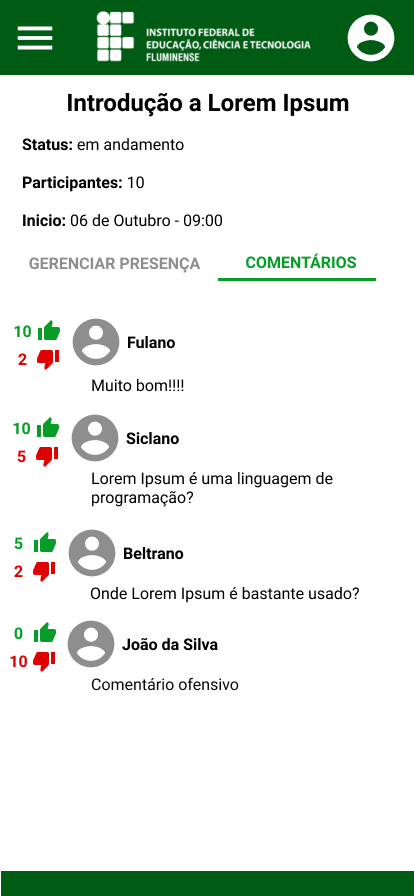 INSTITUTO FEDERAL DE
EDUCAÇÃO, CIÊNCIA E TECNOLOGIA
FLUMINENSE
Introdução a Lorem Ipsum
Status: em andamento
Participantes: 10
Inicio: 06 de Outubro - 09:00
GERENCIAR PRESENÇA COMENTÁRIOS
10
2
Fulano
Muito bom!!!!
10
5
Siclano
Lorem Ipsum é uma linguagem de
programação?
5
2
Beltrano
Onde Lorem Ipsum é bastante usado?
0
10
João da Silva
Comentário ofensivo